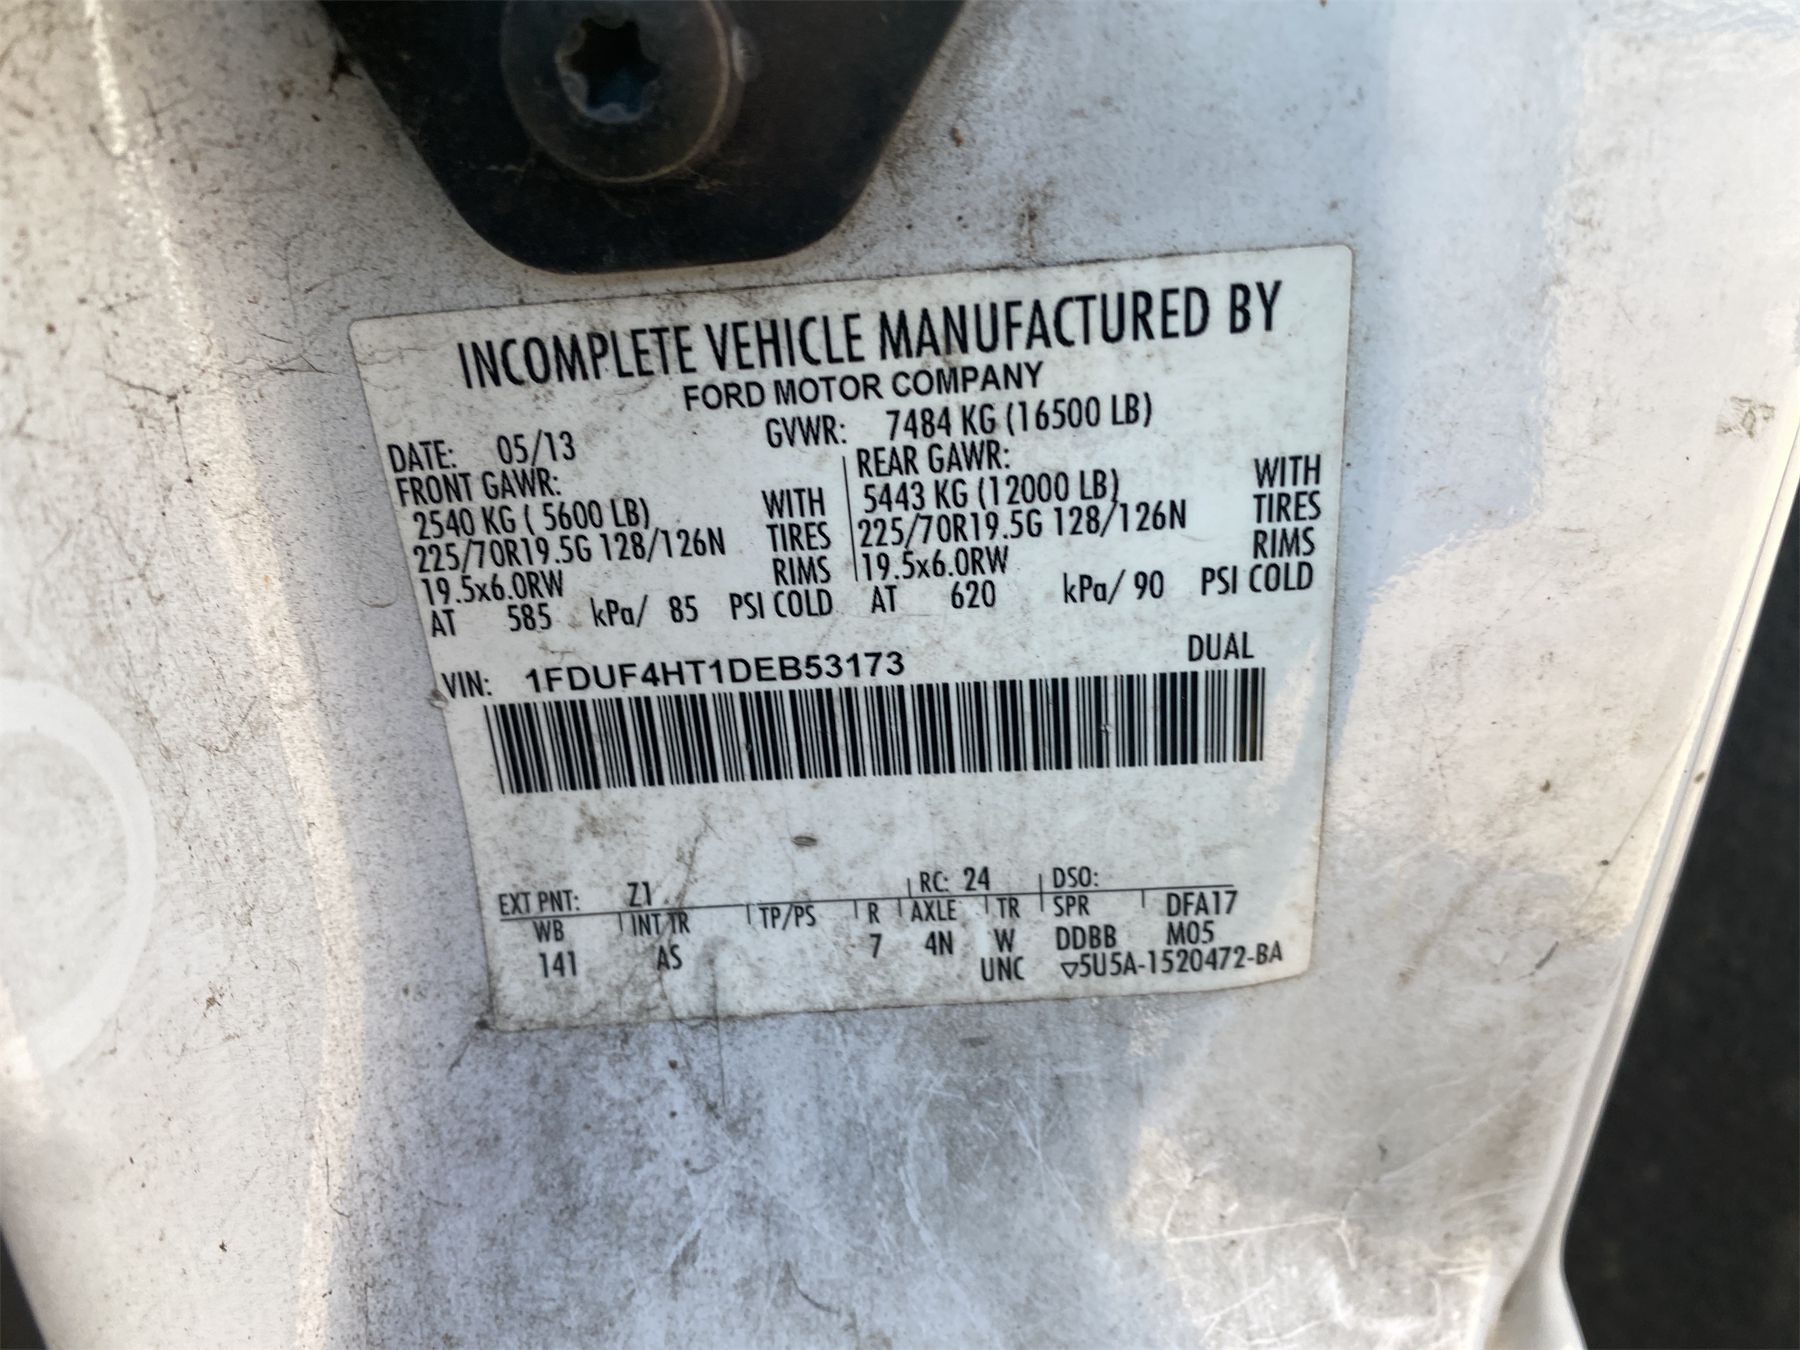 INCOMPLETE VEHICLE MANUFACTURED BY
FORD MOTOR COMPANY
DATE: 05/13 GVWR: 7484 KG (16500 LB)
FRONT GAWR: REAR GAWR:
2540 KG ( 5600 LB) WITH 5443 KG (12000 LB) WITH
225/70R19.5G 128/126N TIRES 225/70R19.5G 128/126N TIRES
19.5x6.0RW RIMS 19.5x6.0RW RIMS
AT 585 kPa/ 85 PSI COLD AT 620 kPa/ 90 PSI COLD
VIN: 1FDUF4HT1DEB53173 DUAL
EXT PNT: Z1 RC: 24 DSO:
WB INT TR TP/PS R AXLE TR SPR DFA17
141 AS 7 4N W DDBB M05
UNC ▽5U5A-1520472-BA